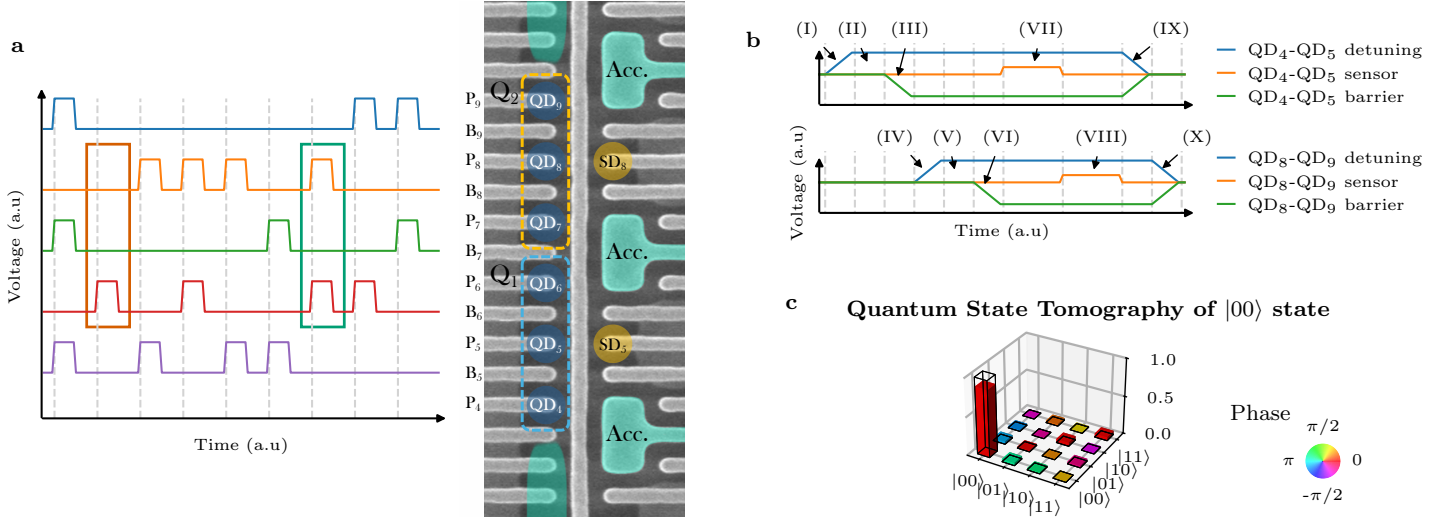 a
Voltage (a.u)
Time (a.u)
P₉
B₉
P₈
B₈
P₇
B₇
P₆
B₆
P₅
B₅
P₄
Q₂
Q₁
QD₉
QD₈
QD₇
QD₆
QD₅
QD₄
SD₈
SD₅
Acc.
Acc.
Acc.
b
(I) (II) (III) (VII) (IX)
QD₄-QD₅ detuning
QD₄-QD₅ sensor
QD₄-QD₅ barrier
(IV) (V) (VI) (VIII) (X)
QD₈-QD₉ detuning
QD₈-QD₉ sensor
QD₈-QD₉ barrier
Voltage (a.u)
Time (a.u)
c
Quantum State Tomography of |00⟩ state
1.0
0.5
0.0
|00⟩
|01⟩
|10⟩
|11⟩
|00⟩
|01⟩
|10⟩
|11⟩
Phase
π/2
π
0
-π/2